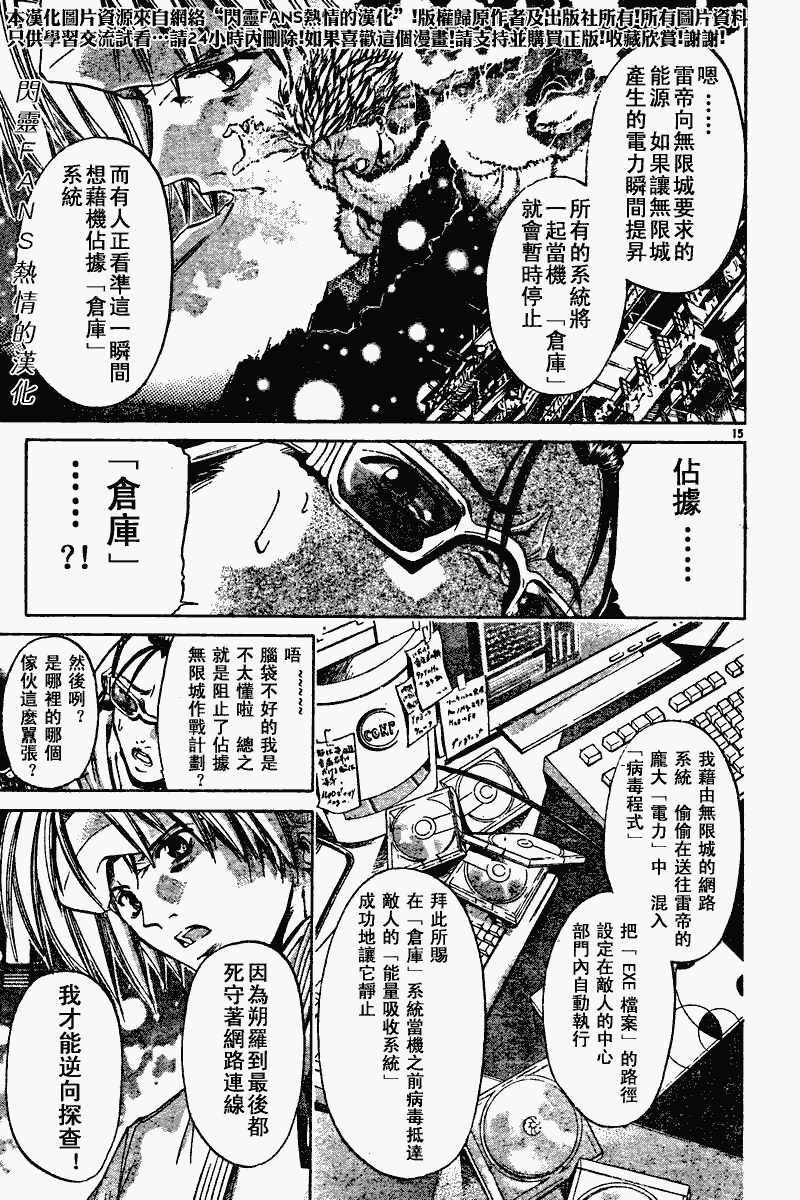 本漢化圖片資源來自網絡“閃靈FANS熱情的漢化”!版權歸原作者及出版社所有!所有圖片資料
只供學習交流試看…請24小時內刪除!如果喜歡這個漫畫!請支持並購買正版!收藏欣賞!謝謝!
閃靈FANS熱情的漢化
嗯……
雷帝向無限城要求的
能源 如果讓無限城
產生的電力瞬間提昇
所有的系統將
一起當機 「倉庫」
就會暫時停止
而有人正看準這一瞬間
想藉機佔據「倉庫」
系統
15
佔據……
「倉庫」
……?!
我藉由無限城的網路
系統 偷偷在送往雷帝的
龐大「電力」中 混入
「病毒程式」
把「EXE檔案」的路徑
設定在敵人的中心
部門內自動執行
COMP
拜此所賜
在「倉庫」系統當機之前病毒抵達
敵人的「能量吸收系統」
成功地讓它靜止
唔~~~~~
腦袋不好的我是
不太懂啦 總之
就是阻止了佔據
無限城作戰計劃?
然後咧?
是哪裡的哪個
傢伙這麼囂張?
因為朔羅到最後都
死守著網路連線
我才能逆向探查!